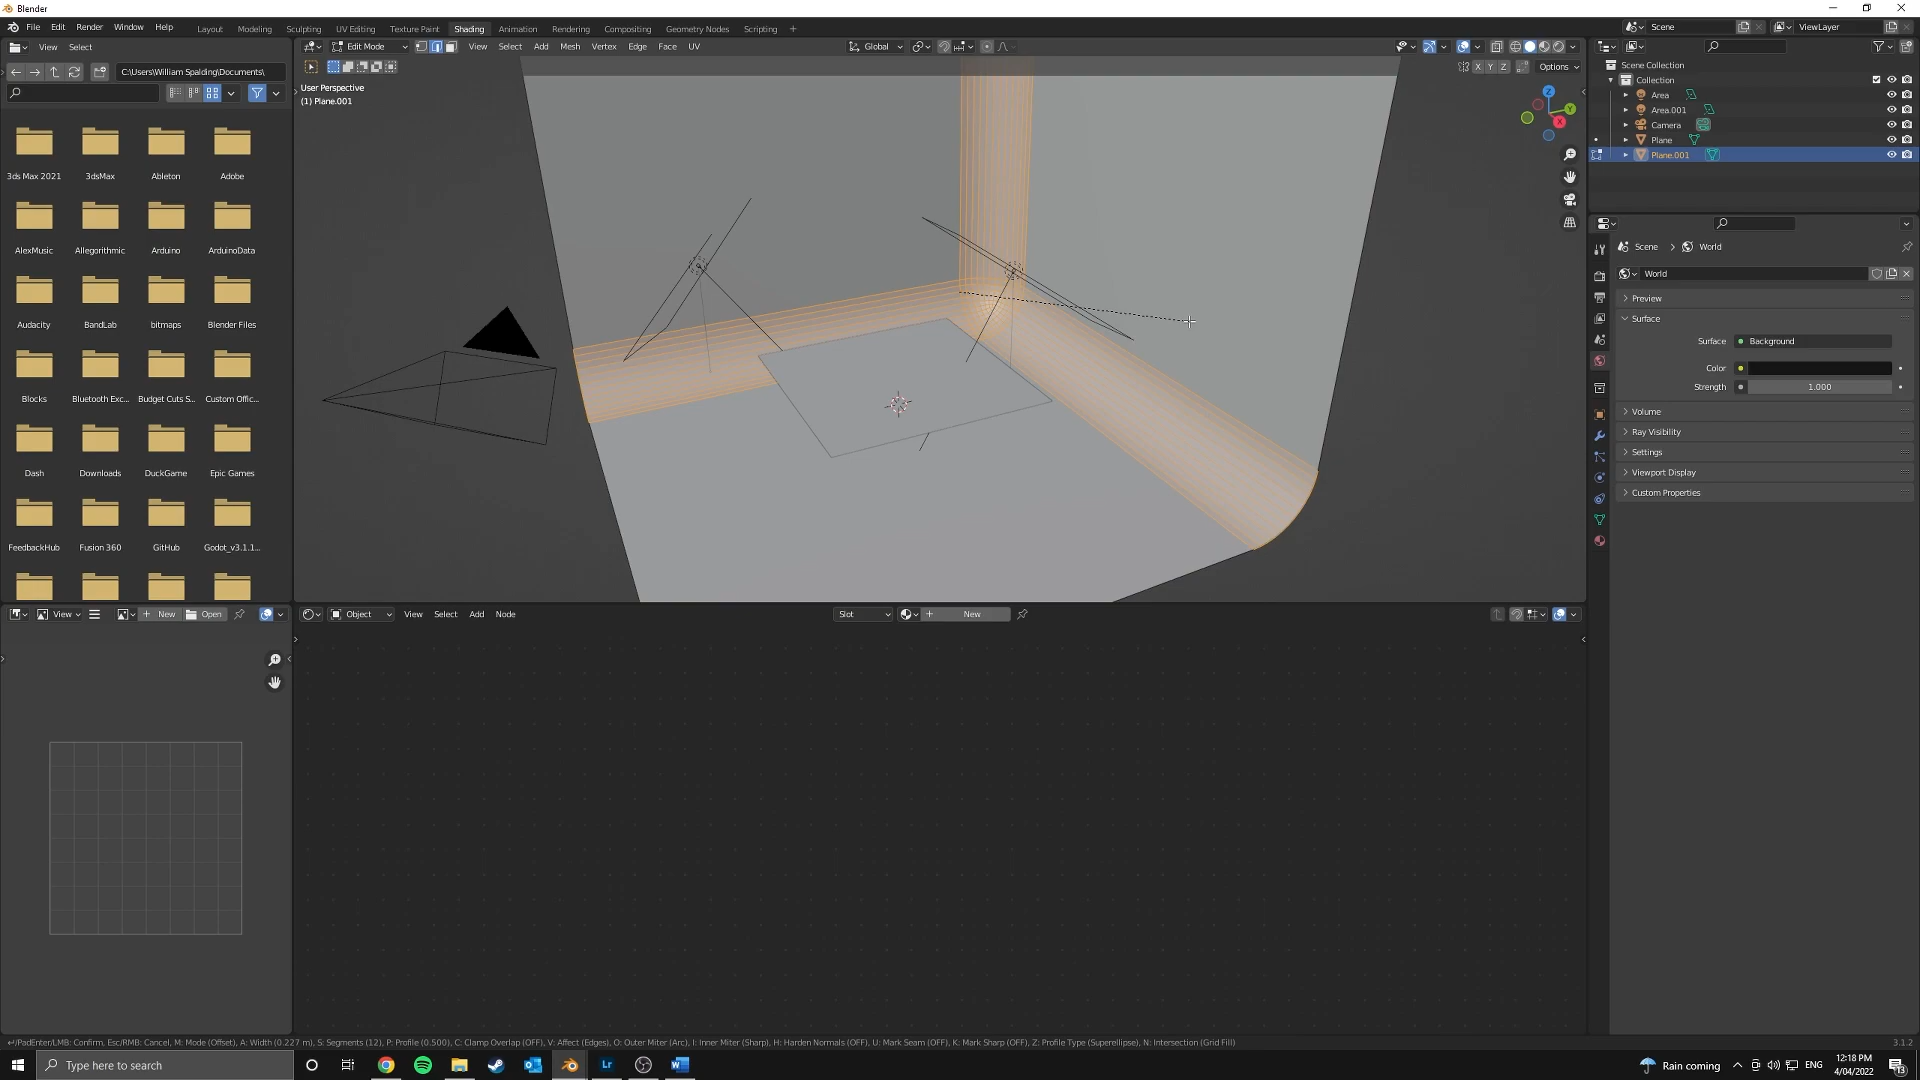 Blender
File Edit Render Window Help Layout Modeling Sculpting UV Editing Texture Paint Shading Animation Rendering Compositing Geometry Nodes Scripting + Scene ViewLayer
View Select Edit Mode View Select Add Mesh Vertex Edge Face UV Global
C:\Users\William Spalding\Documents\
X Y Z Options
User Perspective
(1) Plane.001
Z
Y
X
Scene Collection
Collection
Area
Area.001
Camera
Plane
Plane.001
Scene > World
World
Preview
Surface
Surface Background
Color
Strength 1.000
Volume
Ray Visibility
Settings
Viewport Display
Custom Properties
3ds Max 2021 3dsMax Ableton Adobe
AlexMusic Allegorithmic Arduino ArduinoData
Audacity BandLab bitmaps Blender Files
Blocks Bluetooth Exc... Budget Cuts S... Custom Offic...
Dash Downloads DuckGame Epic Games
FeedbackHub Fusion 360 GitHub Godot_v3.1.1...
View + New Open Object View Select Add Node Slot + New
↵/PadEnter/LMB: Confirm, Esc/RMB: Cancel, M: Mode (Offset), A: Width (0.227 m), S: Segments (12), P: Profile (0.500), C: Clamp Overlap (OFF), V: Affect (Edges), O: Outer Miter (Arc), I: Inner Miter (Sharp), H: Harden Normals (OFF), U: Mark Seam (OFF), K: Mark Sharp (OFF), Z: Profile Type (Superellipse), N: Intersection (Grid Fill) 3.1.2
Type here to search Lr Rain coming ENG 12:18 PM
4/04/2022